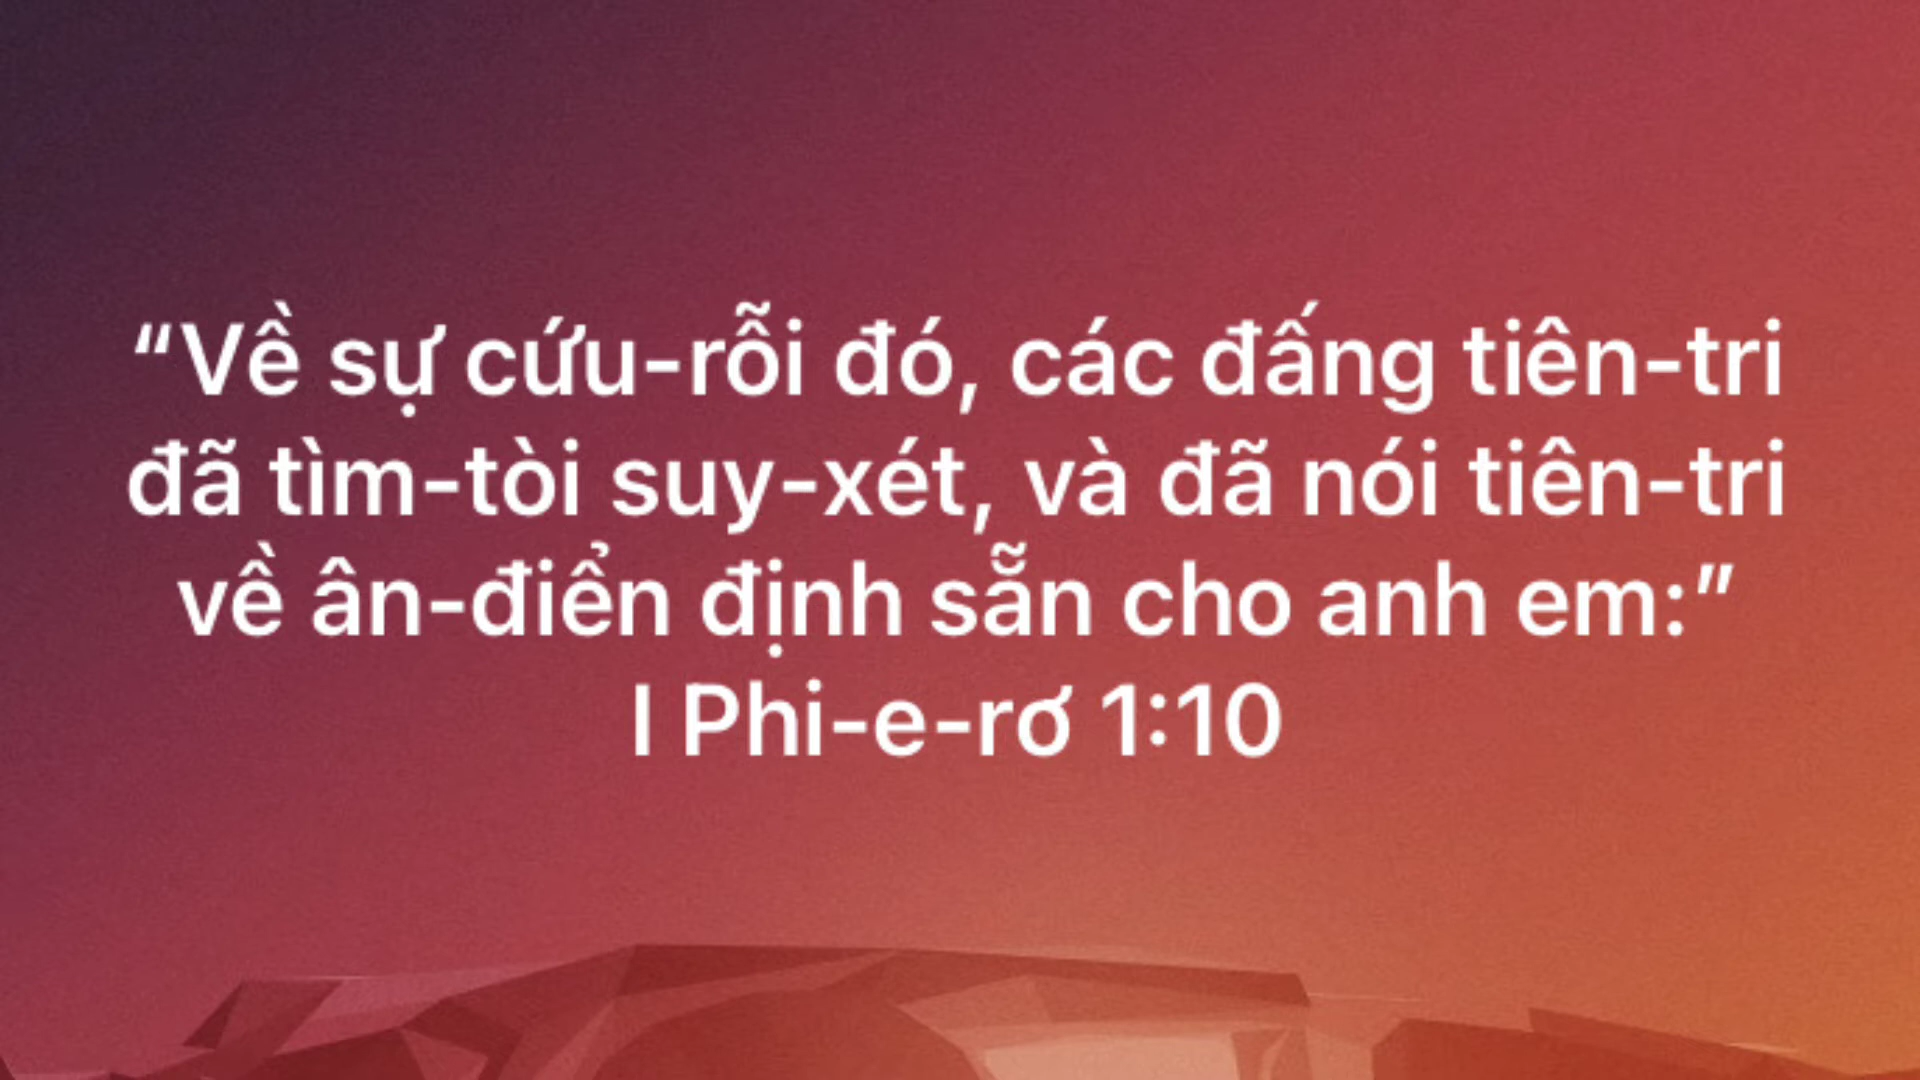 “Về sự cứu-rỗi đó, các đấng tiên-tri
đã tìm-tòi suy-xét, và đã nói tiên-tri
về ân-điển định sẵn cho anh em:”
I Phi-e-rơ 1:10